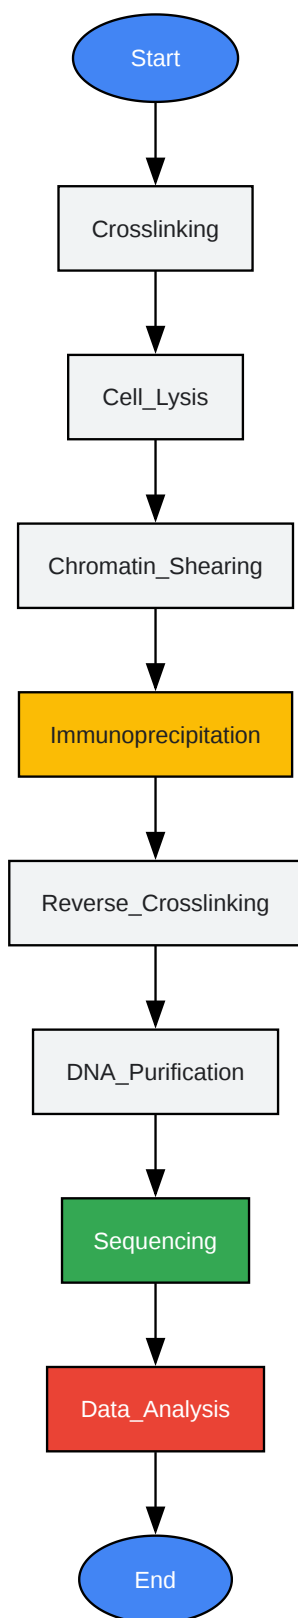 Start
Crosslinking
Cell_Lysis
Chromatin_Shearing
Immunoprecipitation
Reverse_Crosslinking
DNA_Purification
Sequencing
Data_Analysis
End